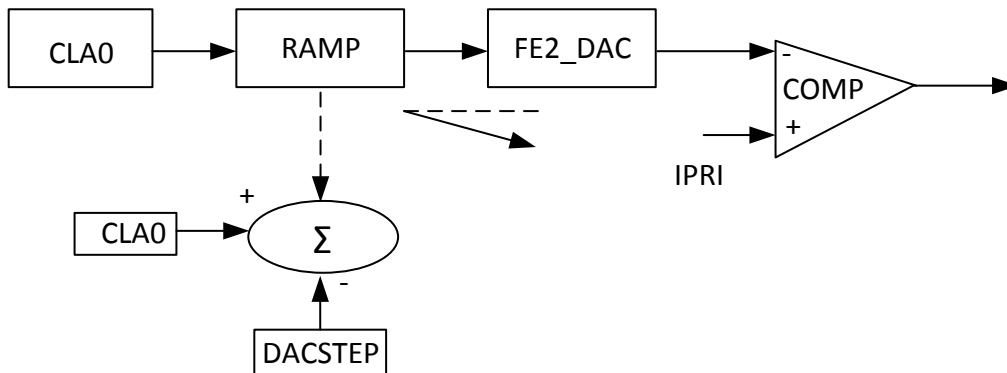 CLA0
RAMP
FE2_DAC
-
COMP
+
IPRI
+
CLA0
Σ
-
DACSTEP